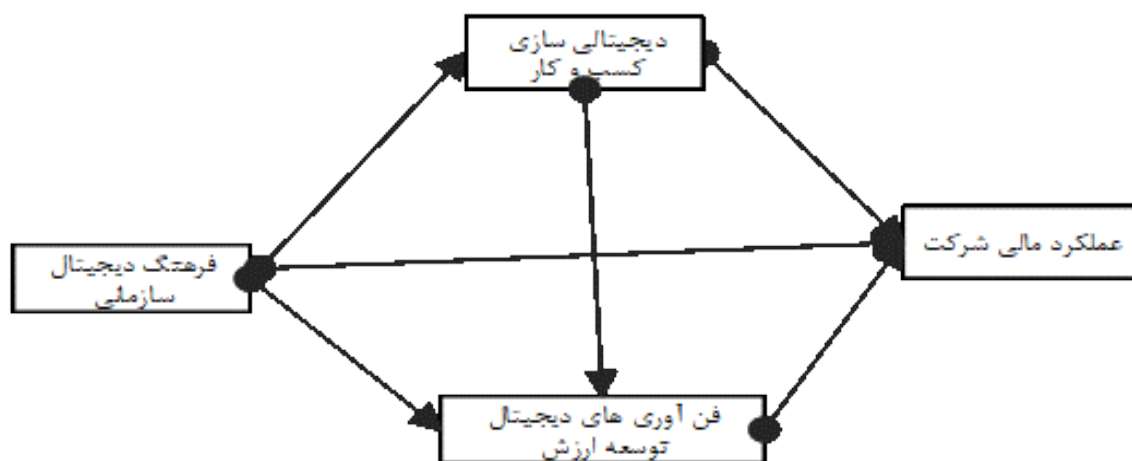 دیجیتالی سازی
کسب و کار
عملکرد مالی شرکت
فرهنگ دیجیتال
سازمانی
فن آوری های دیجیتال
توسعه ارزش